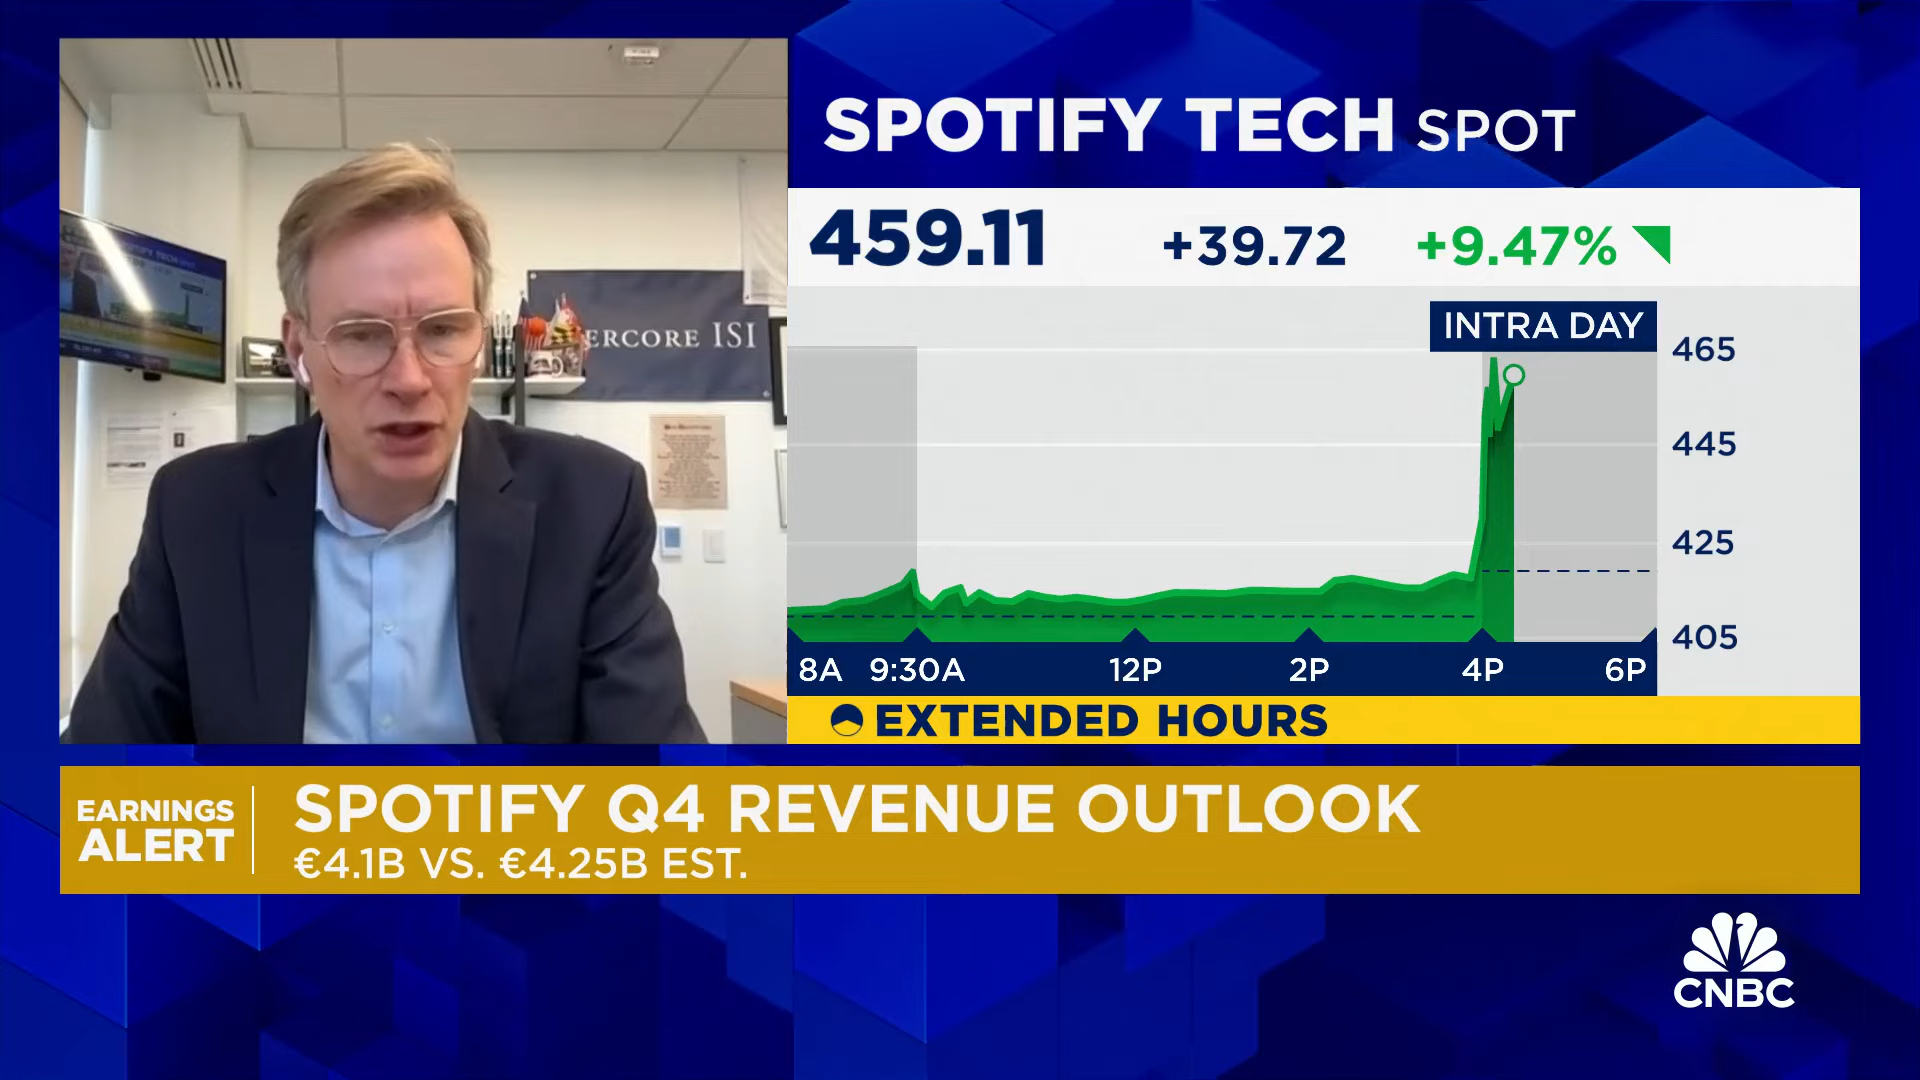 SPOTIFY TECH SPOT
459.11 +39.72 +9.47%
INTRA DAY
465
445
425
405
8A 9:30A 12P 2P 4P 6P
EXTENDED HOURS
ERCORE ISI
EARNINGS ALERT
SPOTIFY Q4 REVENUE OUTLOOK
€4.1B VS. €4.25B EST.
CNBC